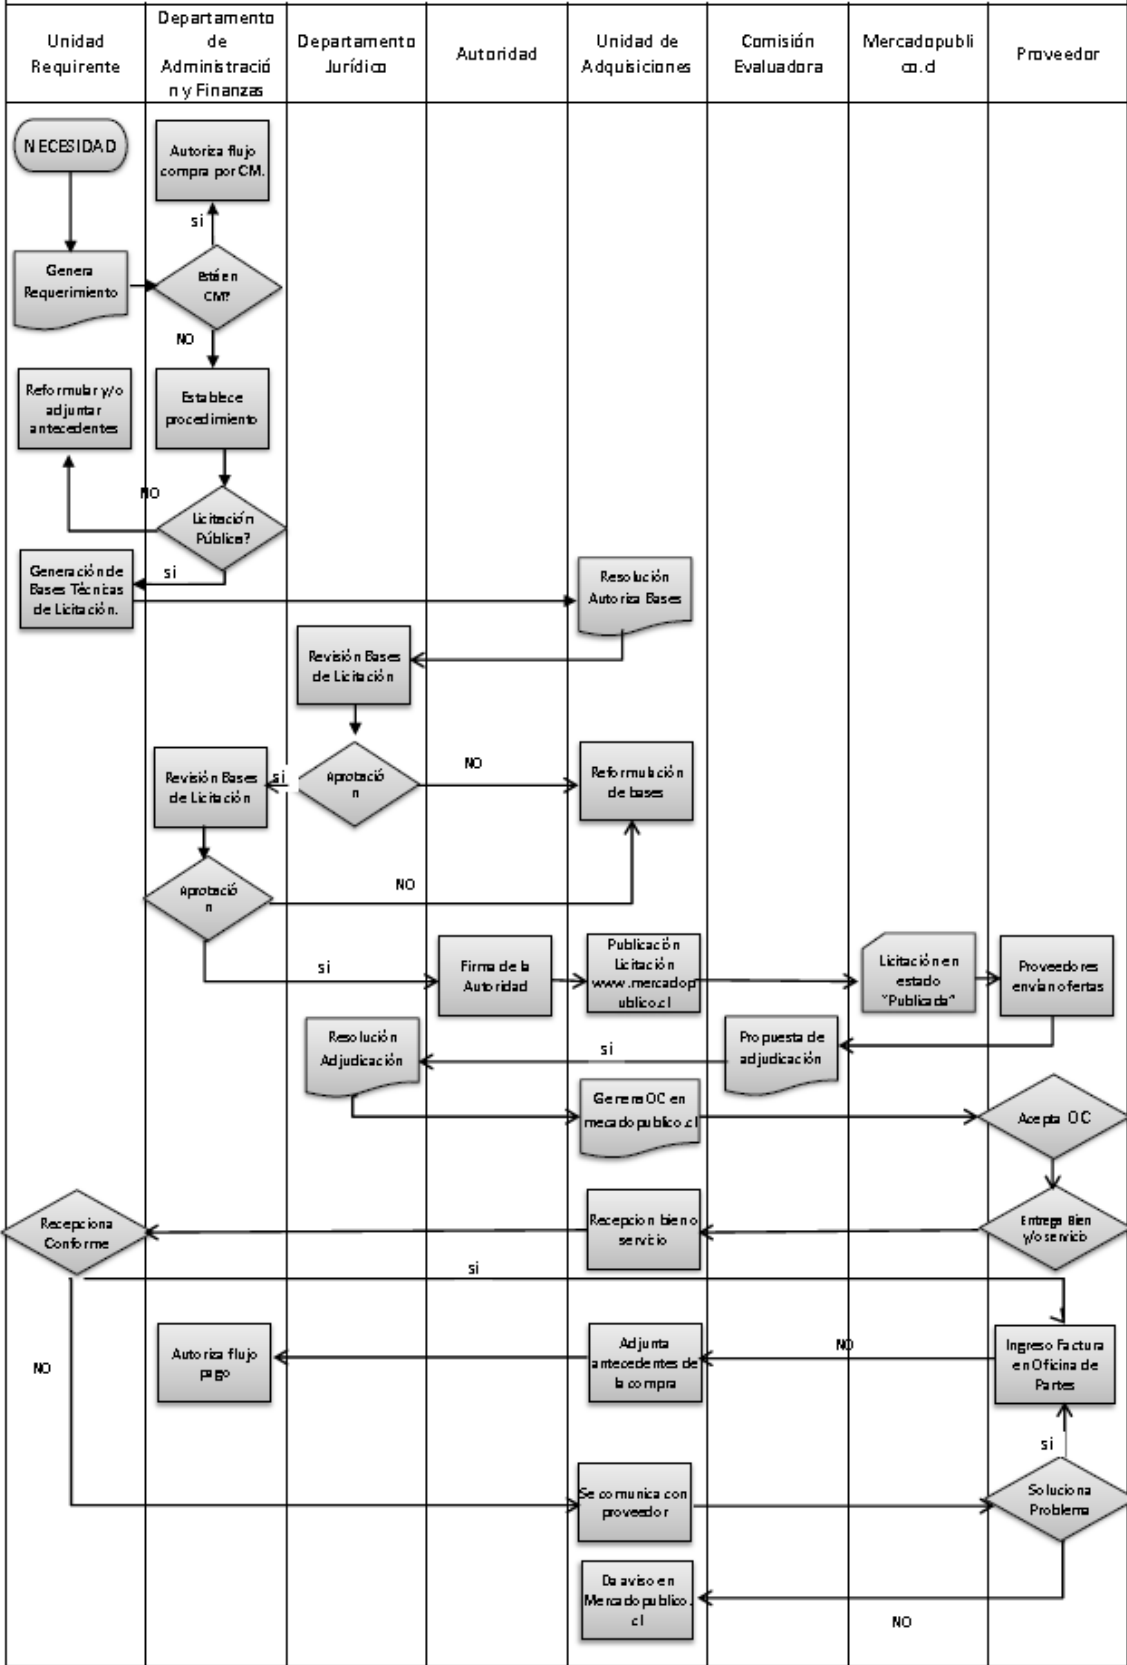 Unidad
Requirente
Departamento
de
Administració
n y Finanzas
Departamento
Jurídico
Autoridad
Unidad de
Adquisiciones
Comisión
Evaluadora
Mercadopubli
co.cl
Proveedor
NECESIDAD
Autoriza flujo
compra por CM.
si
Genera
Requerimiento
Está en
CM?
NO
Reformular y/o
adjuntar
antecedentes
Establece
procedimiento
NO
Licitación
Pública?
si
Generación de
Bases Técnicas
de Licitación.
Resolución
Autoriza Bases
Revisión Bases
de Licitación
Revisión Bases
de Licitación
si
Aprobació
n
NO
Reformulación
de bases
Aprobació
n
NO
si
Firma de la
Autoridad
Publicación
Licitación
www.mercadop
ublico.cl
Licitación en
estado
"Publicada"
Proveedores
envían ofertas
Resolución
Adjudicación
si
Propuesta de
adjudicación
Genera OC en
mecadopublico.cl
Acepta OC
Recepciona
Conforme
Recepcion bien o
servicio
Entrega Bien
y/o servicio
si
NO
Autoriza flujo
pago
Adjunta
antecedentes de
la compra
NO
Ingreso Factura
en Oficina de
Partes
si
Se comunica con
proveedor
Soluciona
Problema
Da aviso en
Mercadopublico.
cl
NO